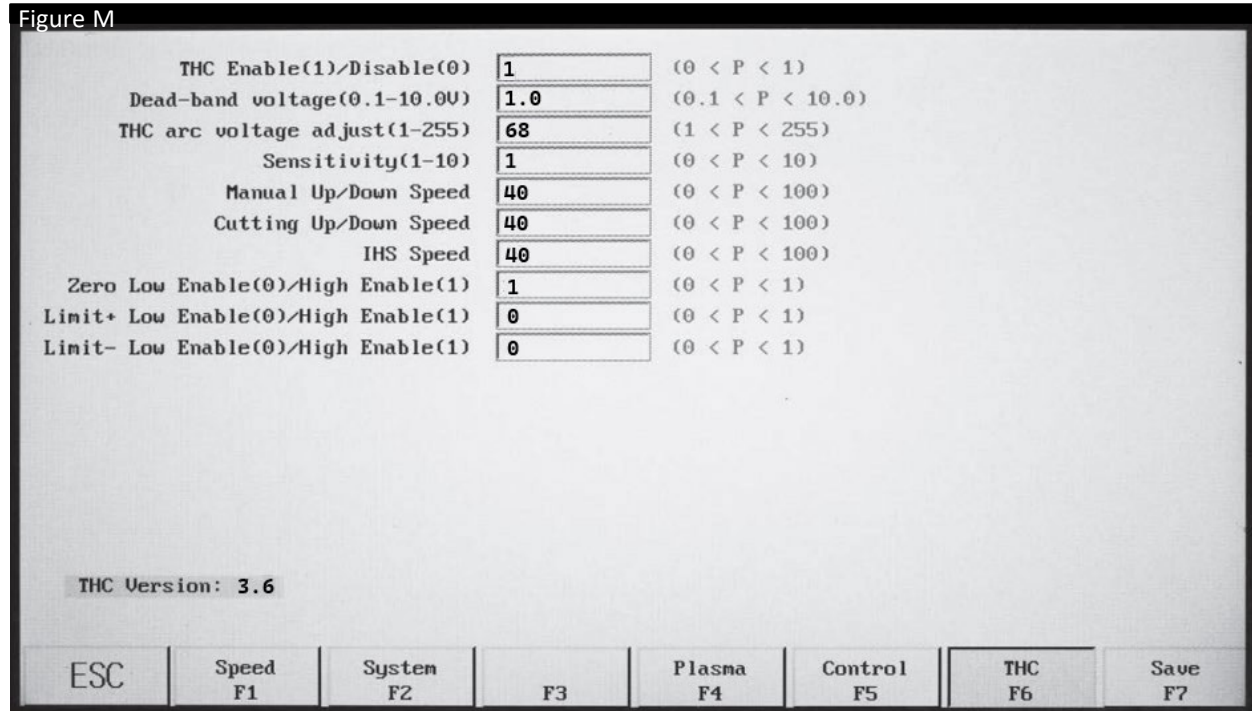 Figure M
THC Enable(1)/Disable(0) 1 (0 < P < 1)
Dead-band voltage(0.1-10.0V) 1.0 (0.1 < P < 10.0)
THC arc voltage adjust(1-255) 68 (1 < P < 255)
Sensitivity(1-10) 1 (0 < P < 10)
Manual Up/Down Speed 40 (0 < P < 100)
Cutting Up/Down Speed 40 (0 < P < 100)
IHS Speed 40 (0 < P < 100)
Zero Low Enable(0)/High Enable(1) 1 (0 < P < 1)
Limit+ Low Enable(0)/High Enable(1) 0 (0 < P < 1)
Limit- Low Enable(0)/High Enable(1) 0 (0 < P < 1)
THC Version: 3.6
ESC Speed System Plasma Control THC Save
F1 F2 F3 F4 F5 F6 F7